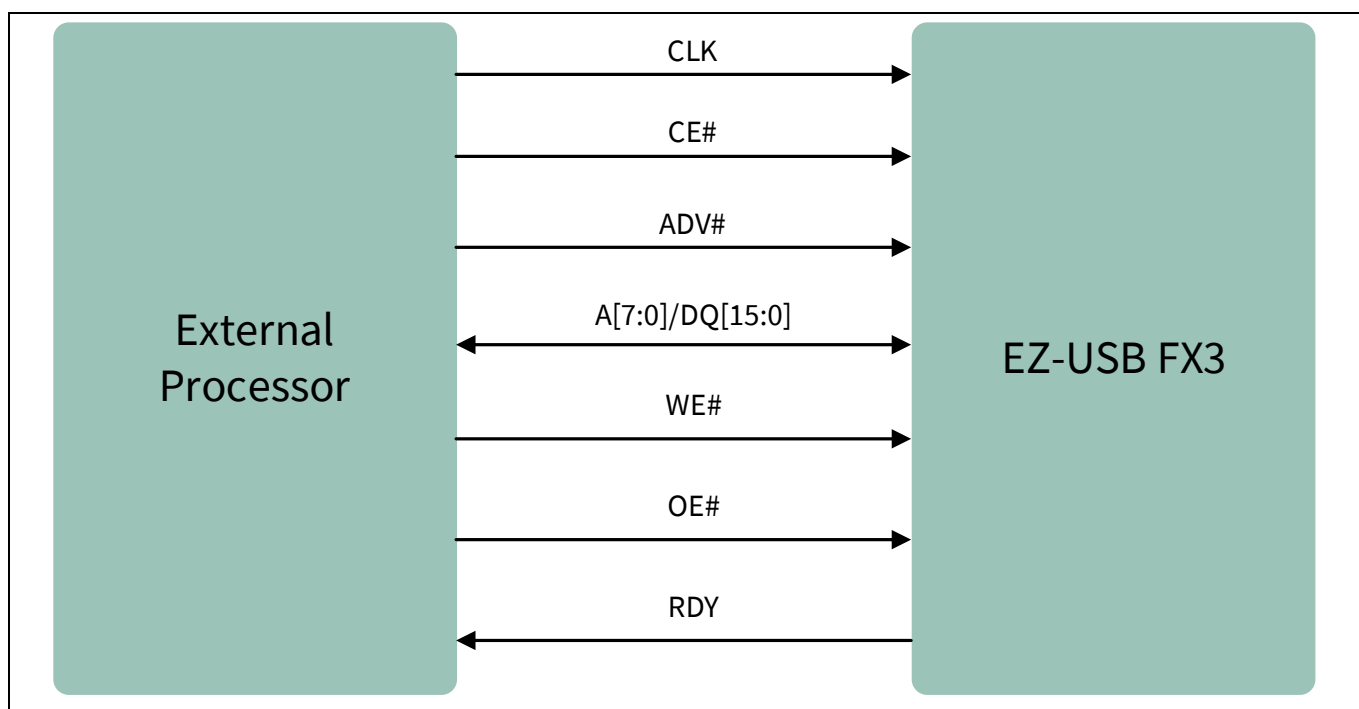 CLK
CE#
ADV#
A[7:0]/DQ[15:0]
External
Processor
EZ-USB FX3
WE#
OE#
RDY